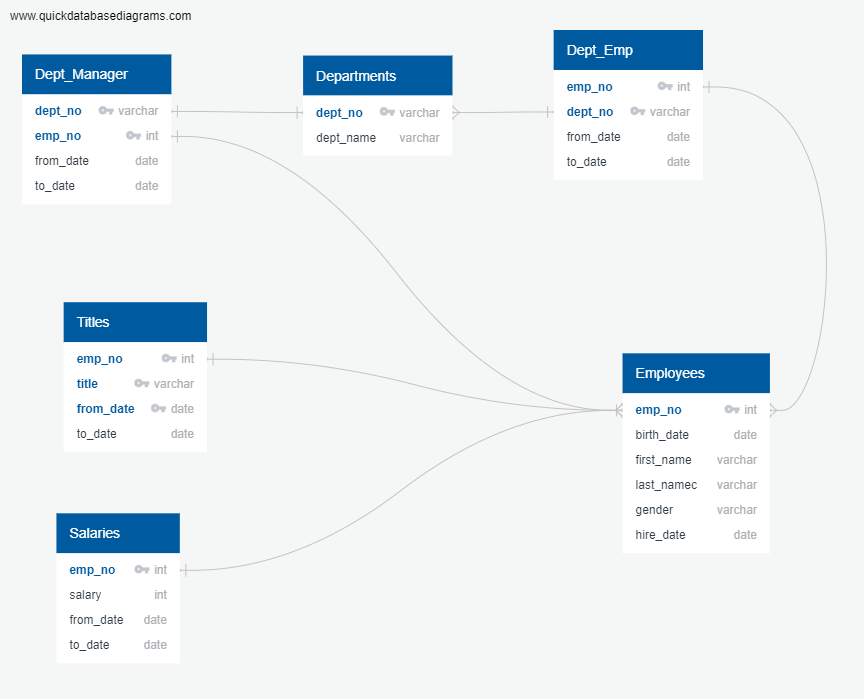 www.quickdatabasediagrams.com
Dept_Manager
dept_no varchar
emp_no int
from_date date
to_date date
Departments
dept_no varchar
dept_name varchar
Dept_Emp
emp_no int
dept_no varchar
from_date date
to_date date
Titles
emp_no int
title varchar
from_date date
to_date date
Employees
emp_no int
birth_date date
first_name varchar
last_namec varchar
gender varchar
hire_date date
Salaries
emp_no int
salary int
from_date date
to_date date